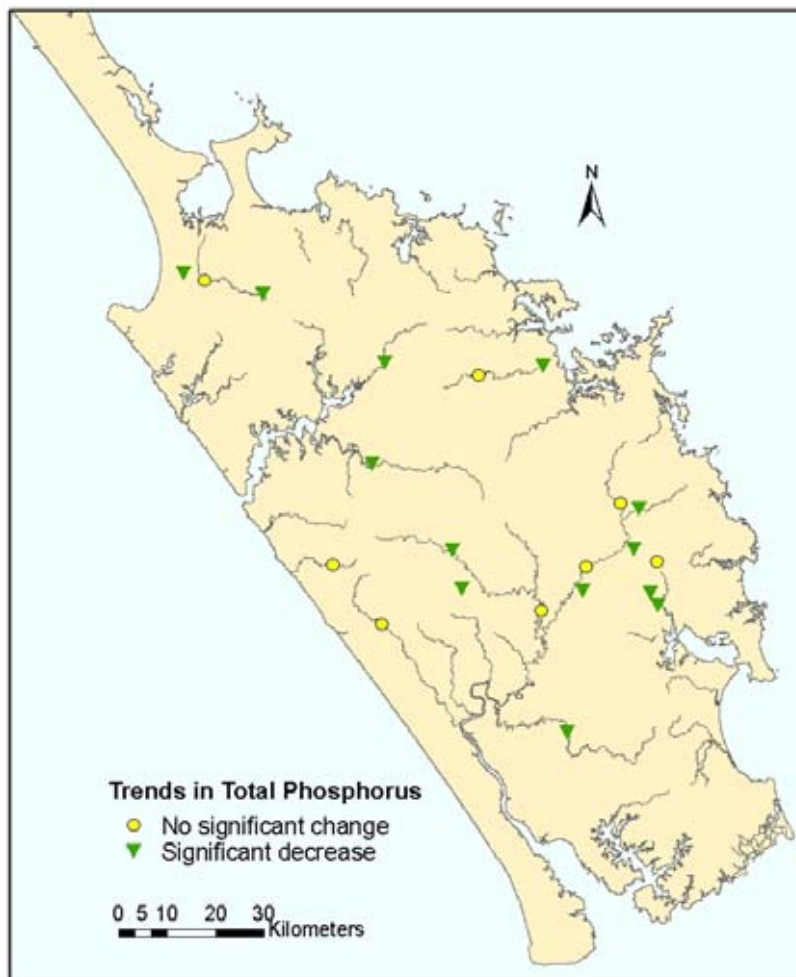 N
Trends in Total Phosphorus
No significant change
Significant decrease
0 5 10 20 30
Kilometers